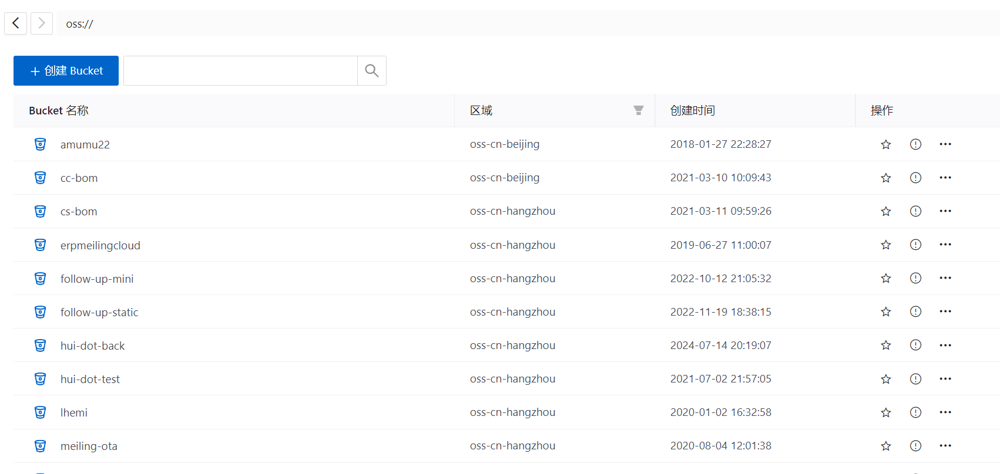 oss://
+ 创建 Bucket
Bucket 名称 区域 创建时间 操作
amumu22 oss-cn-beijing 2018-01-27 22:28:27
cc-bom oss-cn-beijing 2021-03-10 10:09:43
cs-bom oss-cn-hangzhou 2021-03-11 09:59:26
erpmeilingcloud oss-cn-hangzhou 2019-06-27 11:00:07
follow-up-mini oss-cn-hangzhou 2022-10-12 21:05:32
follow-up-static oss-cn-hangzhou 2022-11-19 18:38:15
hui-dot-back oss-cn-hangzhou 2024-07-14 20:19:07
hui-dot-test oss-cn-hangzhou 2021-07-02 21:57:05
lhemi oss-cn-hangzhou 2020-01-02 16:32:58
meiling-ota oss-cn-hangzhou 2020-08-04 12:01:38